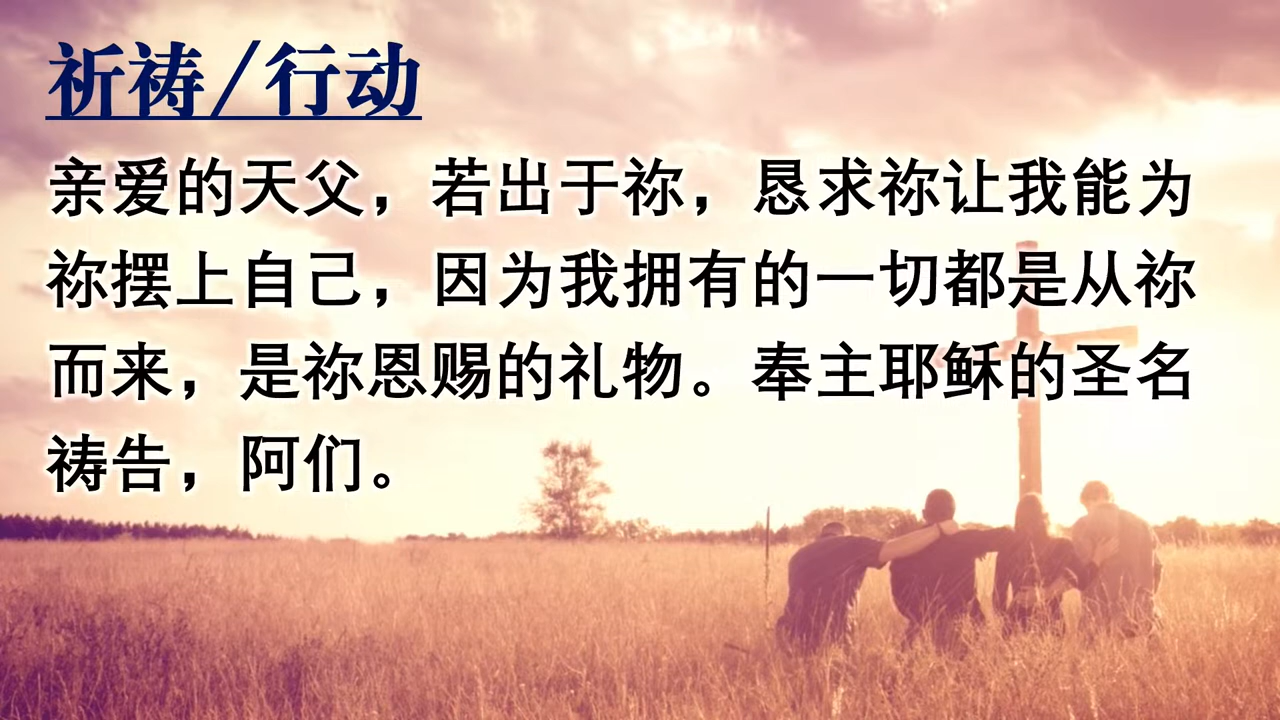 祈祷/行动
亲爱的天父，若出于祢，恳求祢让我能为
祢摆上自己，因为我拥有的一切都是从祢
而来，是祢恩赐的礼物。奉主耶稣的圣名
祷告，阿们。